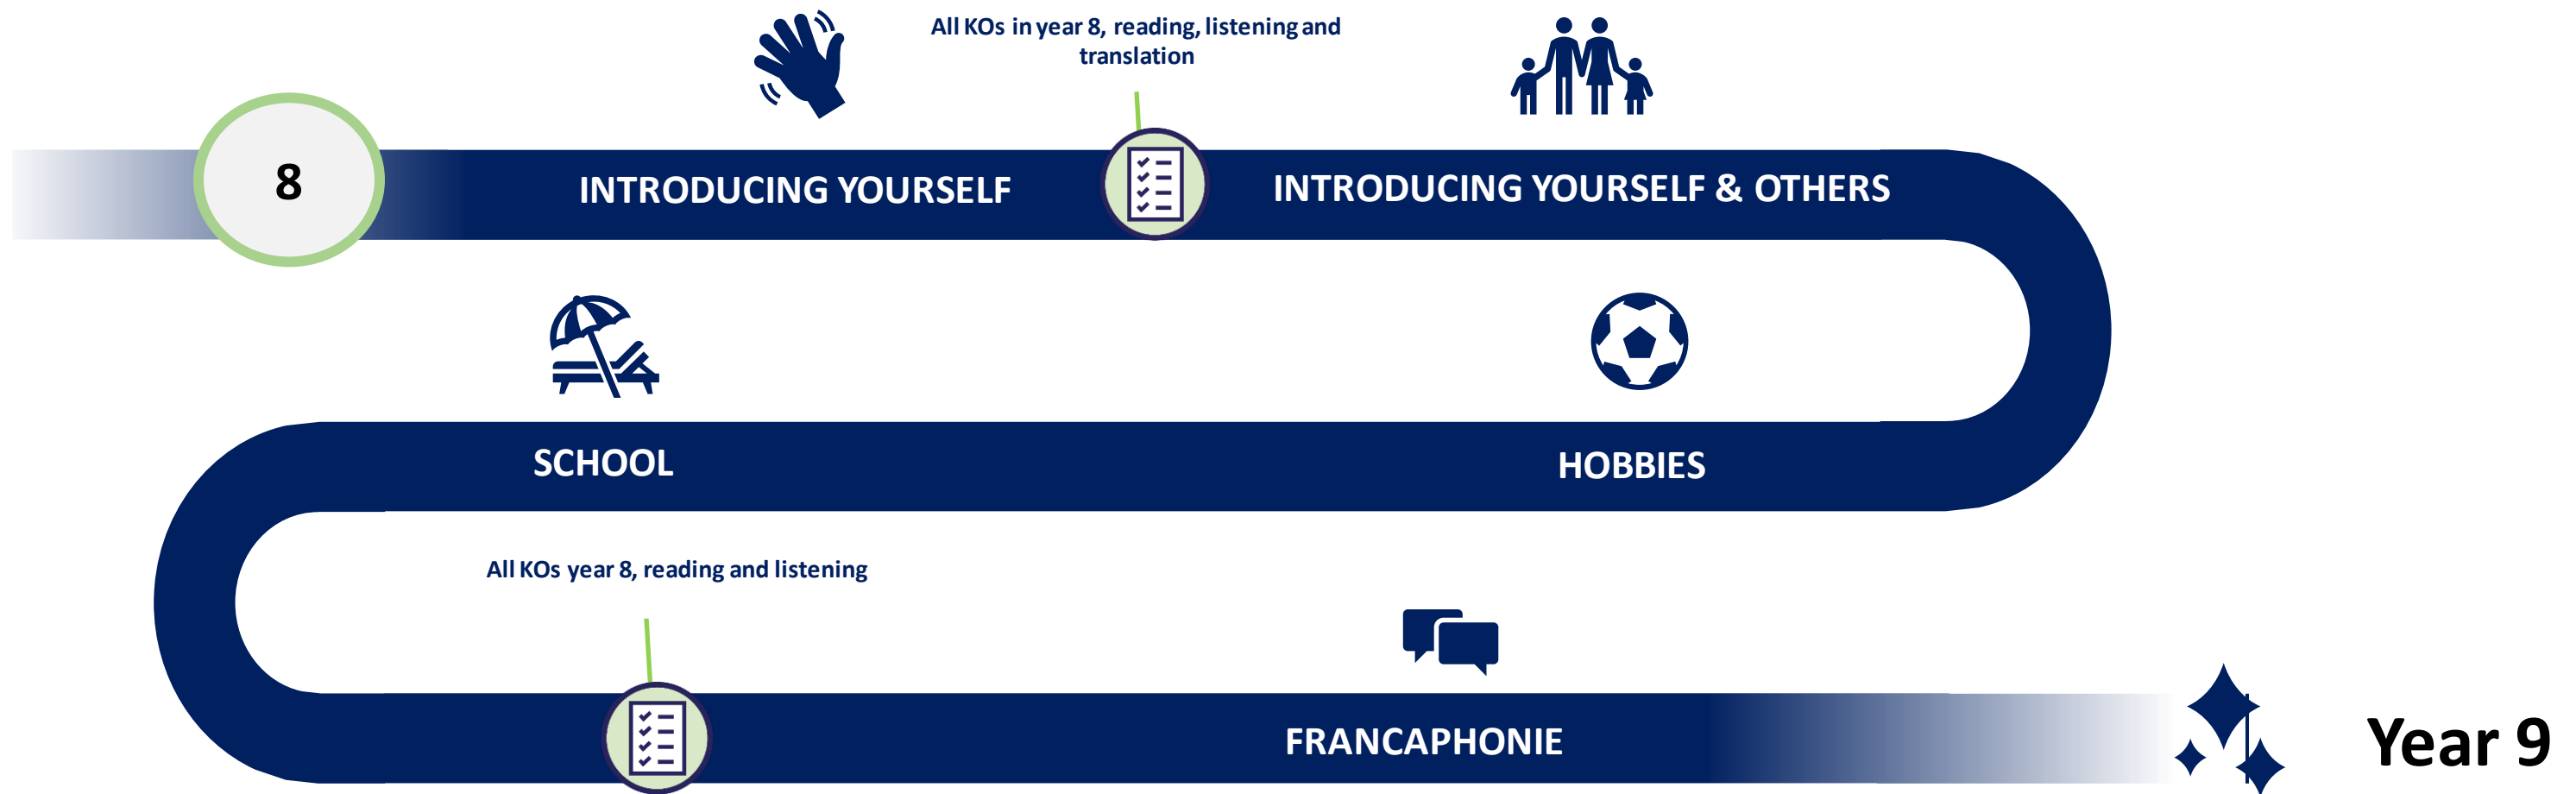 All KOs in year 8, reading, listening and
translation
8
INTRODUCING YOURSELF
INTRODUCING YOURSELF & OTHERS
HOBBIES
SCHOOL
All KOs year 8, reading and listening
FRANCAPHONIE
Year 9